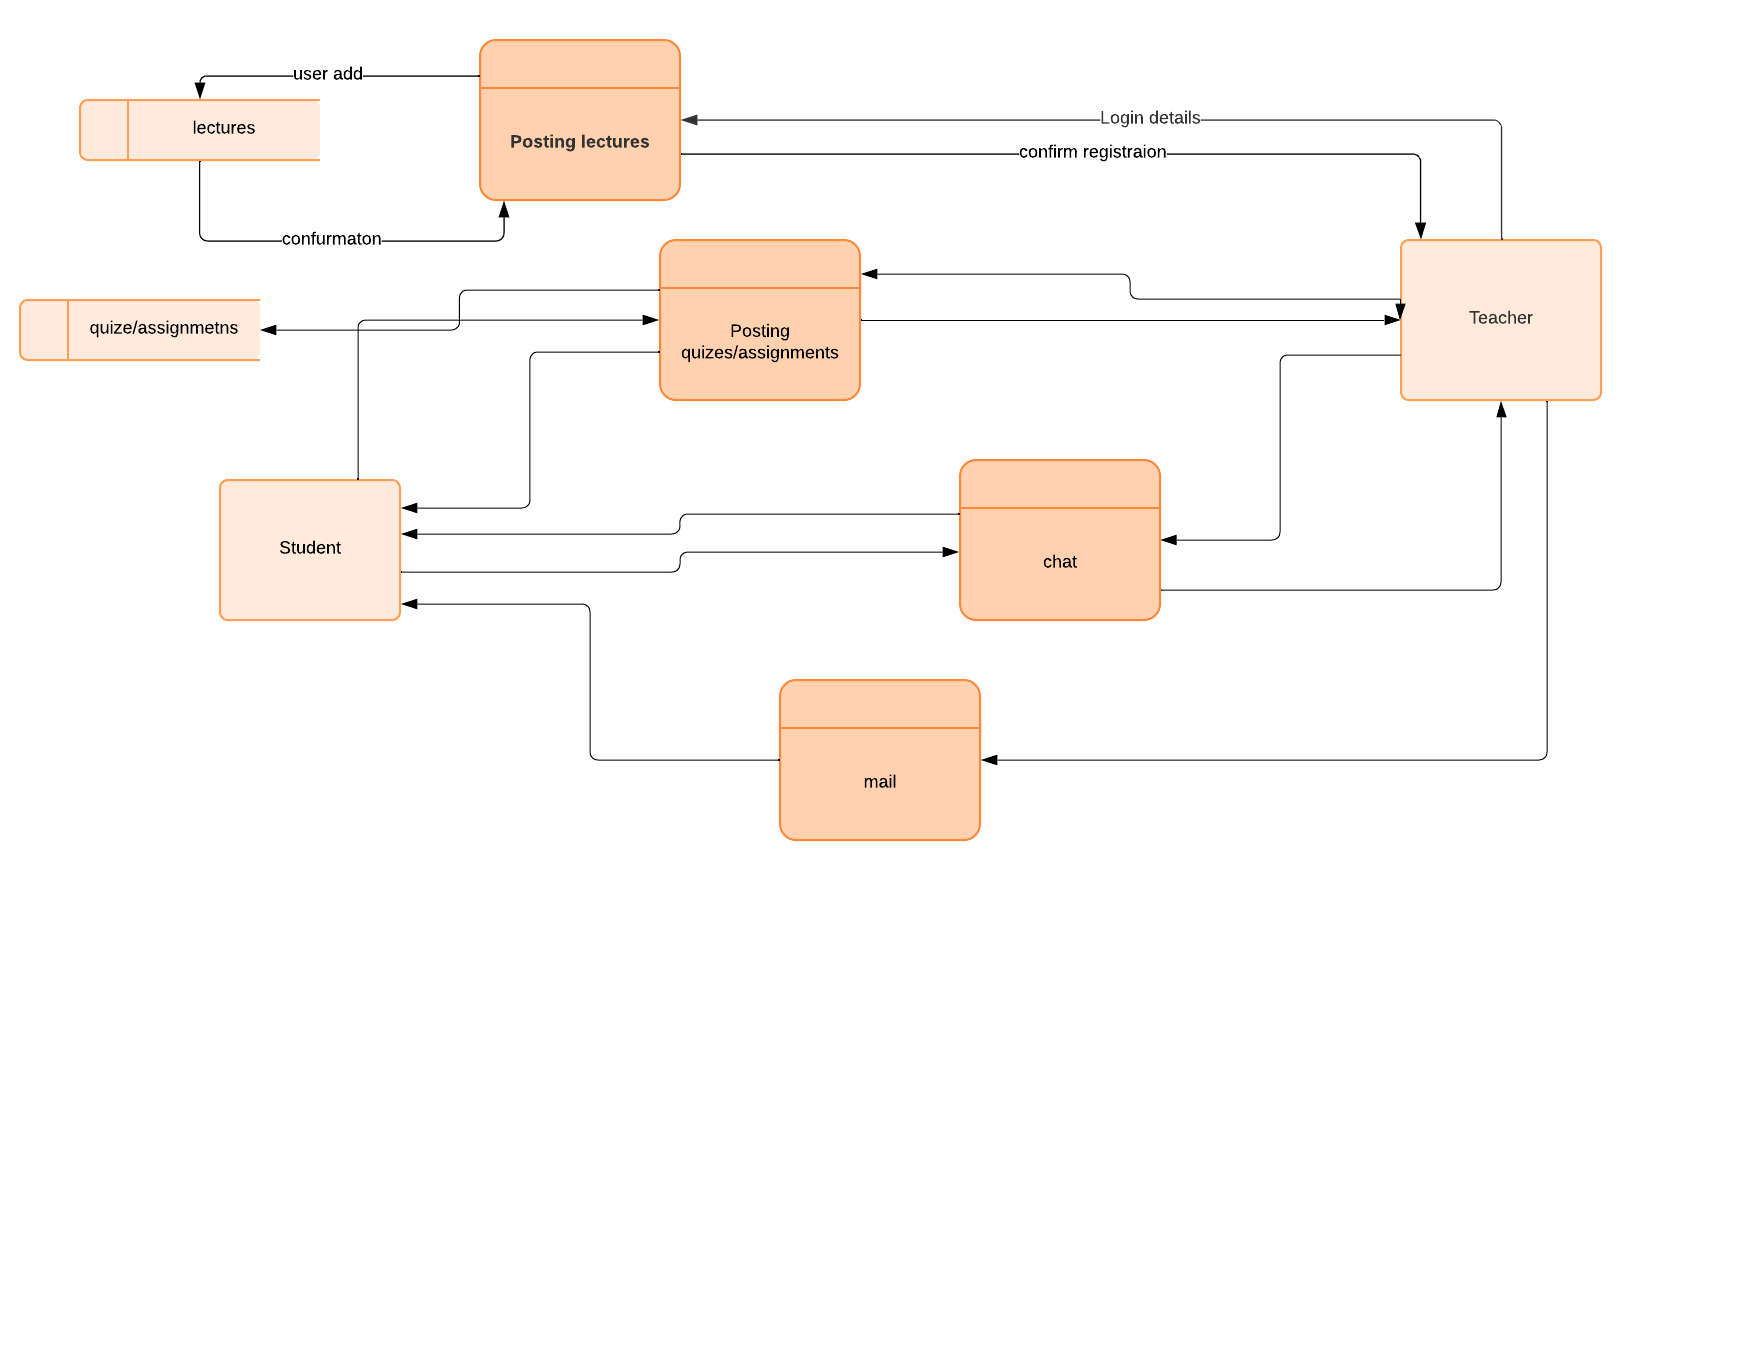 user add
lectures
Posting lectures
Login details
confirm registraion
confurmaton
quize/assignmetns
Posting
quizes/assignments
Teacher
Student
chat
mail